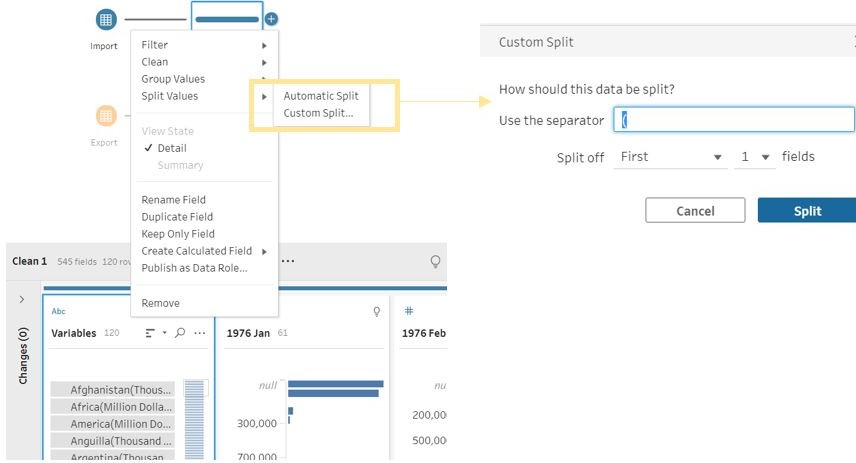 Import
Export
Filter
Clean
Group Values
Split Values
View State
Detail
Summary
Rename Field
Duplicate Field
Keep Only Field
Create Calculated Field
Publish as Data Role...
Remove
Automatic Split
Custom Split...
Custom Split
How should this data be split?
Use the separator (
Split off First 1 fields
Cancel Split
Clean 1 545 fields 120 ...
Changes (0)
Abc
Variables 120
Afghanistan(Thous...
Africa(Million Dolla...
America(Million Do...
Anguilla(Thousand ...
Argentina(Thousan
1976 Jan 61
null
300,000
700,000
#
1976 Feb
200,00
500,00